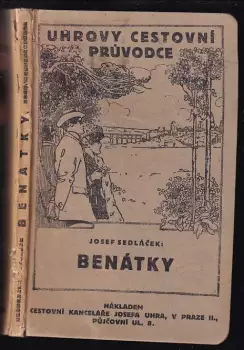 UHROVY CESTOVNÍ
PRŮVODCE
JOSEF SEDLÁČEK:
BENÁTKY
NÁKLADEM
CESTOVNÍ KANCELÁŘE JOSEFA UHRA, V PRAZE II.,
PŮJČOVNÍ UL. 8.
BENÁTKY